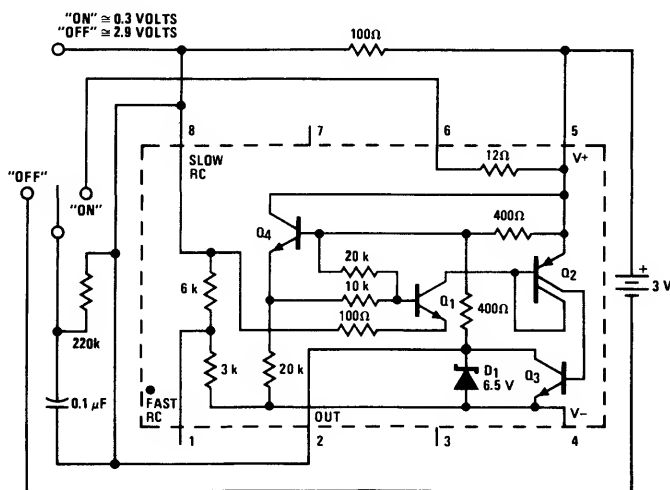 "ON" ≅ 0.3 VOLTS
"OFF" ≅ 2.9 VOLTS
100Ω
8
7
6
5
SLOW
RC
12Ω
V+
"OFF"
"ON"
Q4
400Ω
20 k
Q2
6 k
10 k
Q1
3 V
+
100Ω
400Ω
220k
3 k
20 k
D1
6.5 V
Q3
0.1 μF
FAST
RC
OUT
V−
1
2
3
4